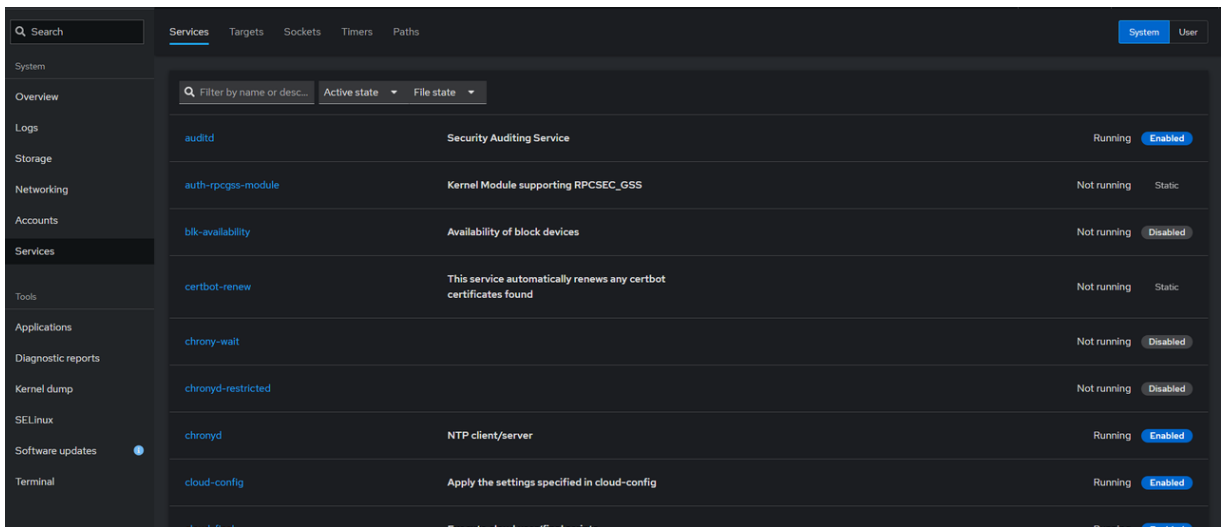 Search
System
Overview
Logs
Storage
Networking
Accounts
Services
Tools
Applications
Diagnostic reports
Kernel dump
SELinux
Software updates
Terminal
Services Targets Sockets Timers Paths
System User
Filter by name or desc... Active state File state
auditd Security Auditing Service Running Enabled
auth-rpcgss-module Kernel Module supporting RPCSEC_GSS Not running Static
blk-availability Availability of block devices Not running Disabled
certbot-renew This service automatically renews any certbot
certificates found Not running Static
chrony-wait Not running Disabled
chronyd-restricted Not running Disabled
chronyd NTP client/server Running Enabled
cloud-config Apply the settings specified in cloud-config Running Enabled